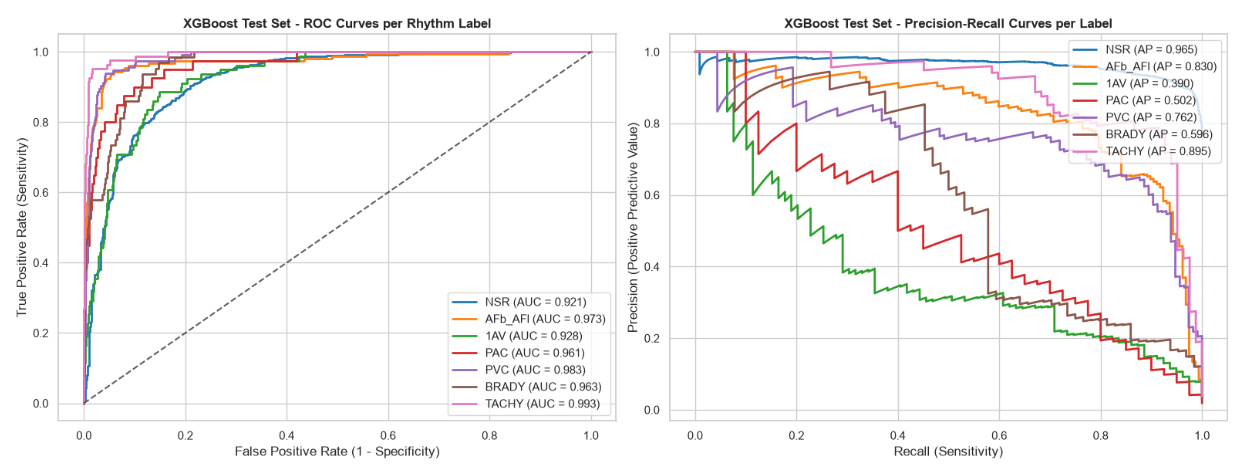 XGBoost Test Set - ROC Curves per Rhythm Label
True Positive Rate (Sensitivity)
1.0
0.8
0.6
0.4
0.2
0.0
NSR (AUC = 0.921)
AFb_AFl (AUC = 0.973)
1AV (AUC = 0.928)
PAC (AUC = 0.961)
PVC (AUC = 0.983)
BRADY (AUC = 0.963)
TACHY (AUC = 0.993)
0.0 0.2 0.4 0.6 0.8 1.0
False Positive Rate (1 - Specificity)
XGBoost Test Set - Precision-Recall Curves per Label
Precision (Positive Predictive Value)
1.0
0.8
0.6
0.4
0.2
0.0
NSR (AP = 0.965)
AFb_AFl (AP = 0.830)
1AV (AP = 0.390)
PAC (AP = 0.502)
PVC (AP = 0.762)
BRADY (AP = 0.596)
TACHY (AP = 0.895)
0.0 0.2 0.4 0.6 0.8 1.0
Recall (Sensitivity)